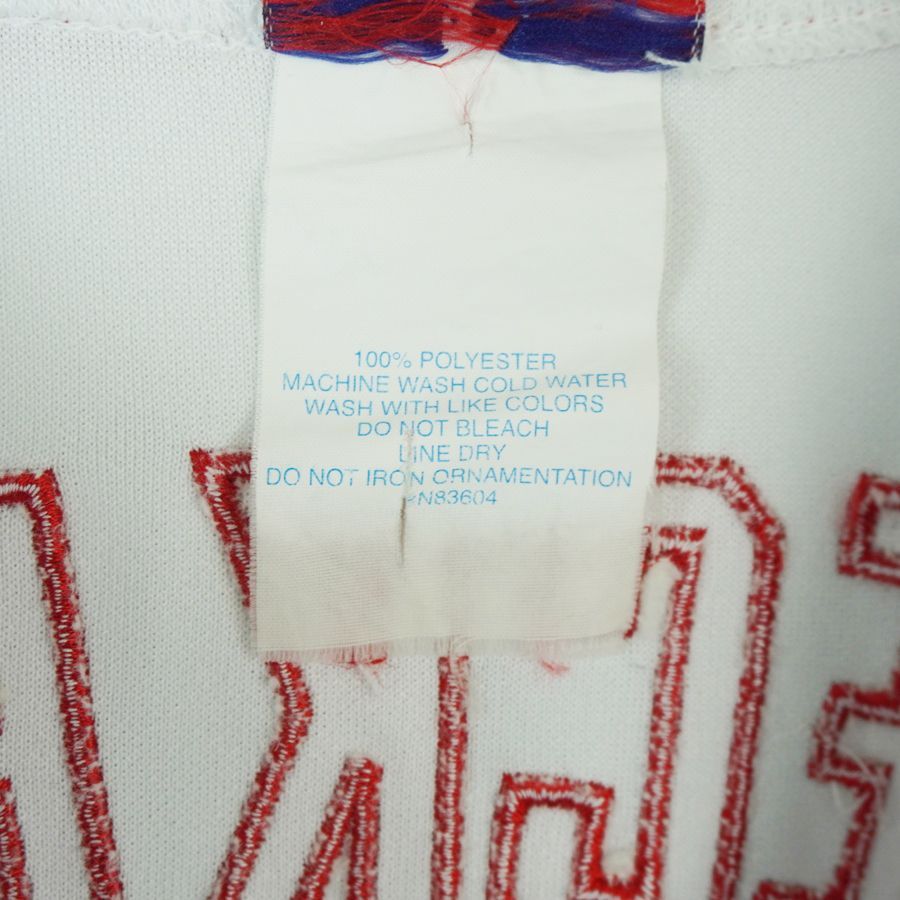 100% POLYESTER
MACHINE WASH COLD WATER
WASH WITH LIKE COLORS
DO NOT BLEACH
LINE DRY
DO NOT IRON ORNAMENTATION
RN83604